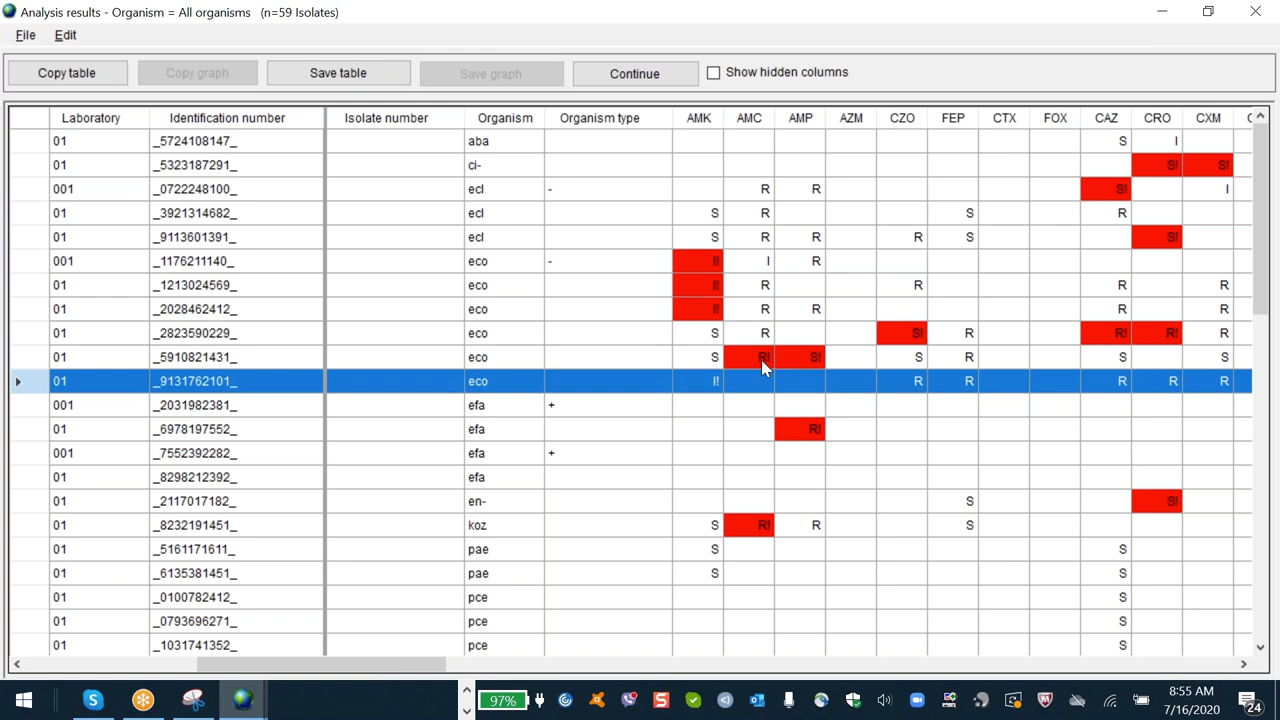 Analysis results - Organism = All organisms (n=59 Isolates)
File Edit
Copy table Copy graph Save table Save graph Continue Show hidden columns
Laboratory Identification number Isolate number Organism Organism type AMK AMC AMP AZM CZO FEP CTX FOX CAZ CRO CXM
01 _5724108147_ aba S I
01 _5323187291_ ci- S! S!
001 _0722248100_ ecl - R R S! I
01 _3921314682_ ecl S R S R
01 _9113601391_ ecl S R R R S S!
001 _1176211140_ eco - I! I R
01 _1213024569_ eco I! R R R R
01 _2028462412_ eco I! R R R R
01 _2823590229_ eco S R S! R R! R! R
01 _5910821431_ eco S R! S! S R S S
01 _9131762101_ eco I! R R R R R
001 _2031982381_ efa +
01 _6978197552_ efa R!
001 _7552392282_ efa +
01 _8298212392_ efa
01 _2117017182_ en- S S!
01 _8232191451_ koz S R! R S
01 _5161171611_ pae S S
01 _6135381451_ pae S S
01 _0100782412_ pce S
01 _0793696271_ pce S
01 _1031741352_ pce S
97% 8:55 AM
7/16/2020
24